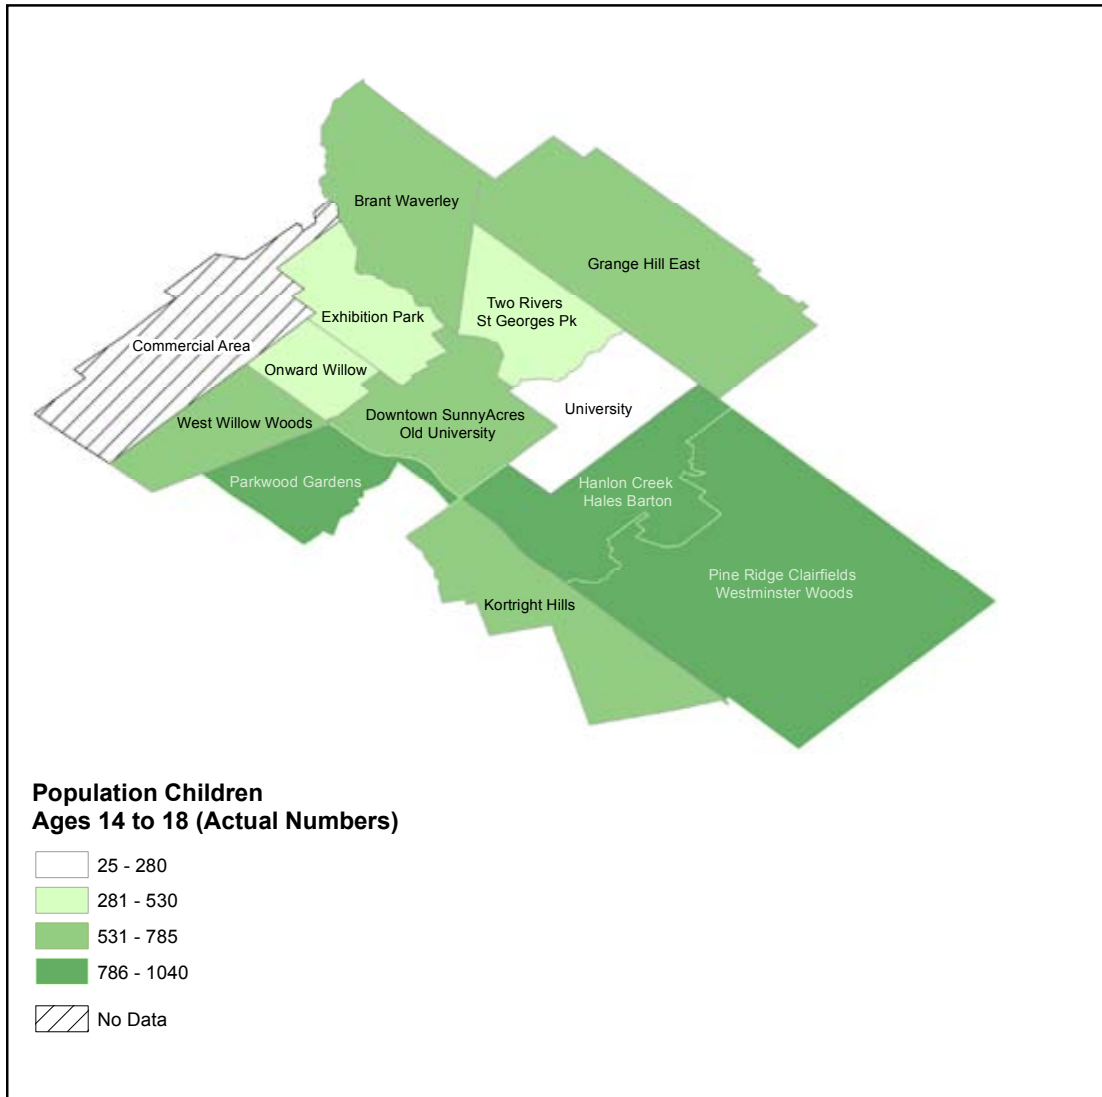 Brant Waverley
Grange Hill East
Two Rivers
St Georges Pk
Exhibition Park
Commercial Area
Onward Willow
University
Downtown SunnyAcres
Old University
West Willow Woods
Parkwood Gardens
Hanlon Creek
Hales Barton
Pine Ridge Clairfields
Westminster Woods
Kortright Hills
Population Children
Ages 14 to 18 (Actual Numbers)
25 - 280
281 - 530
531 - 785
786 - 1040
No Data